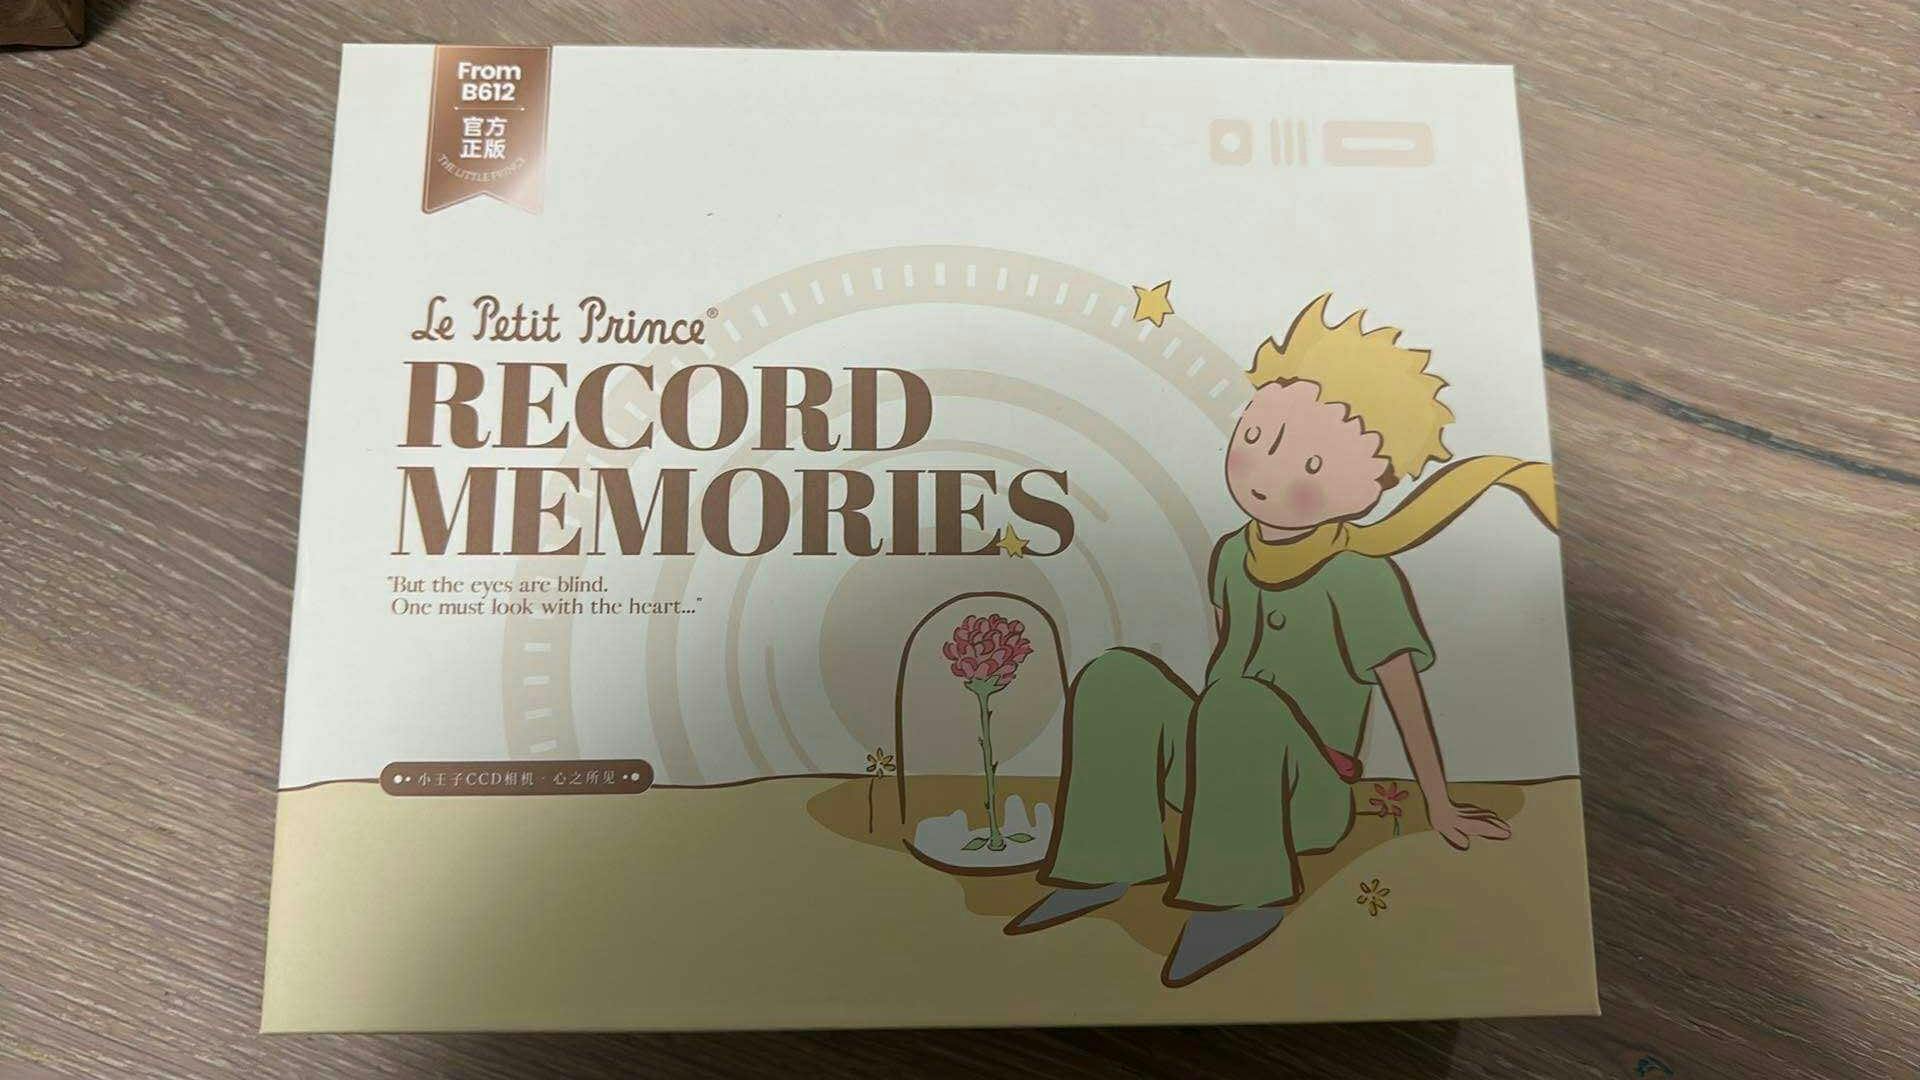 From
B612
官方
正版
THE LITTLE PRINCE
Le Petit Prince®
RECORD
MEMORIES
"But the eyes are blind.
One must look with the heart..."
小王子CCD相机·心之所见